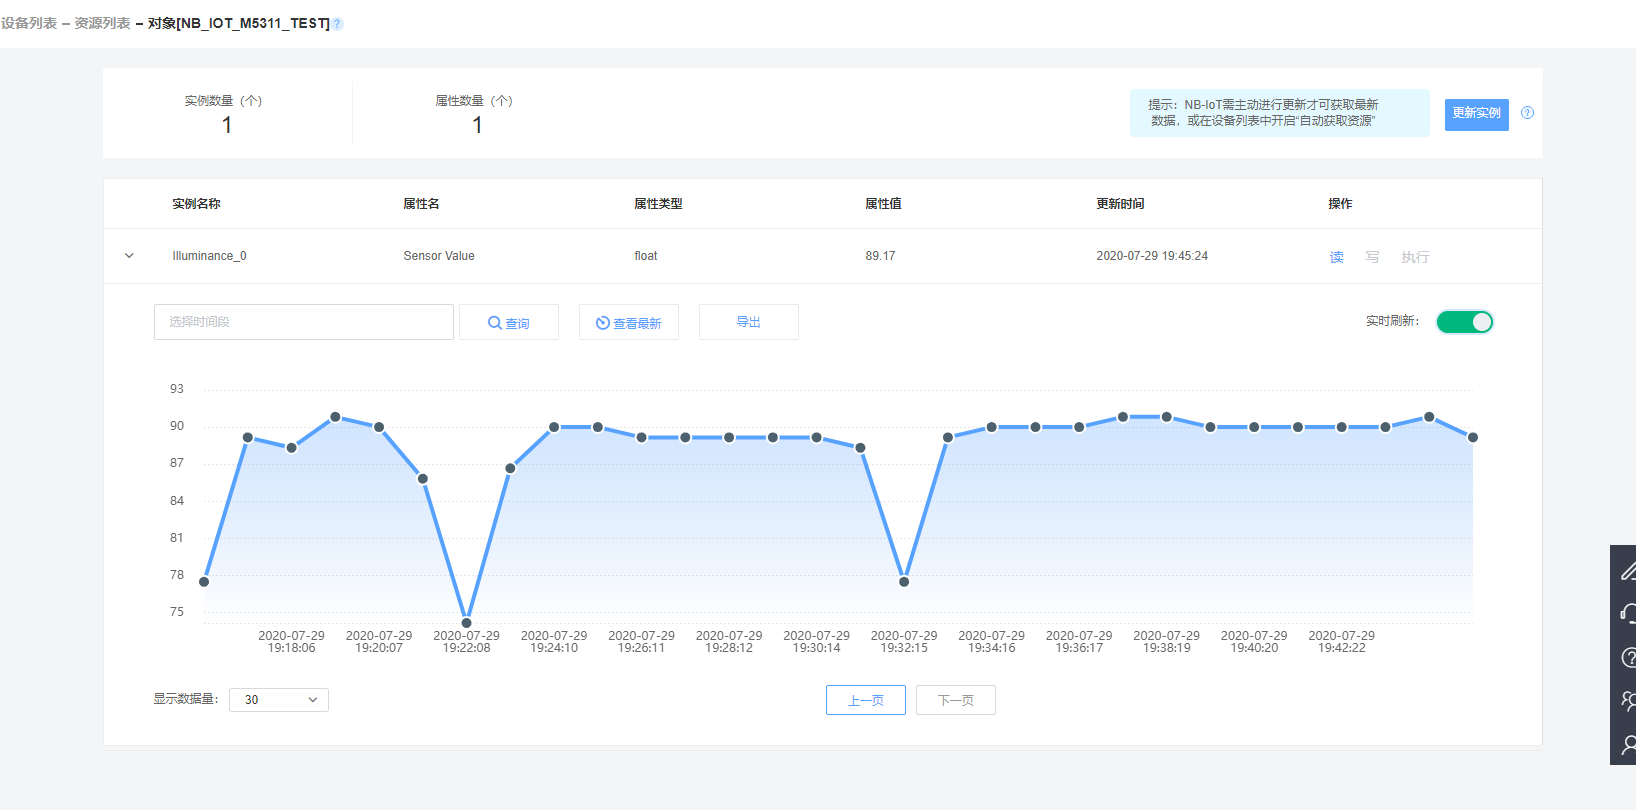 设备列表 – 资源列表 – 对象[NB_IOT_M5311_TEST] ?
实例数量（个） 属性数量（个）
1 1
提示：NB-IoT需主动进行更新才可获取最新
数据，或在设备列表中开启“自动获取资源”
更新实例 ?
实例名称 属性名 属性类型 属性值 更新时间 操作
Illuminance_0 Sensor Value float 89.17 2020-07-29 19:45:24 读 写 执行
选择时间段 查询 查看最新 导出 实时刷新：
93
90
87
84
81
78
75
2020-07-29 2020-07-29 2020-07-29 2020-07-29 2020-07-29 2020-07-29 2020-07-29 2020-07-29 2020-07-29 2020-07-29 2020-07-29 2020-07-29 2020-07-29
19:18:06 19:20:07 19:22:08 19:24:10 19:26:11 19:28:12 19:30:14 19:32:15 19:34:16 19:36:17 19:38:19 19:40:20 19:42:22
显示数据量： 30 上一页 下一页